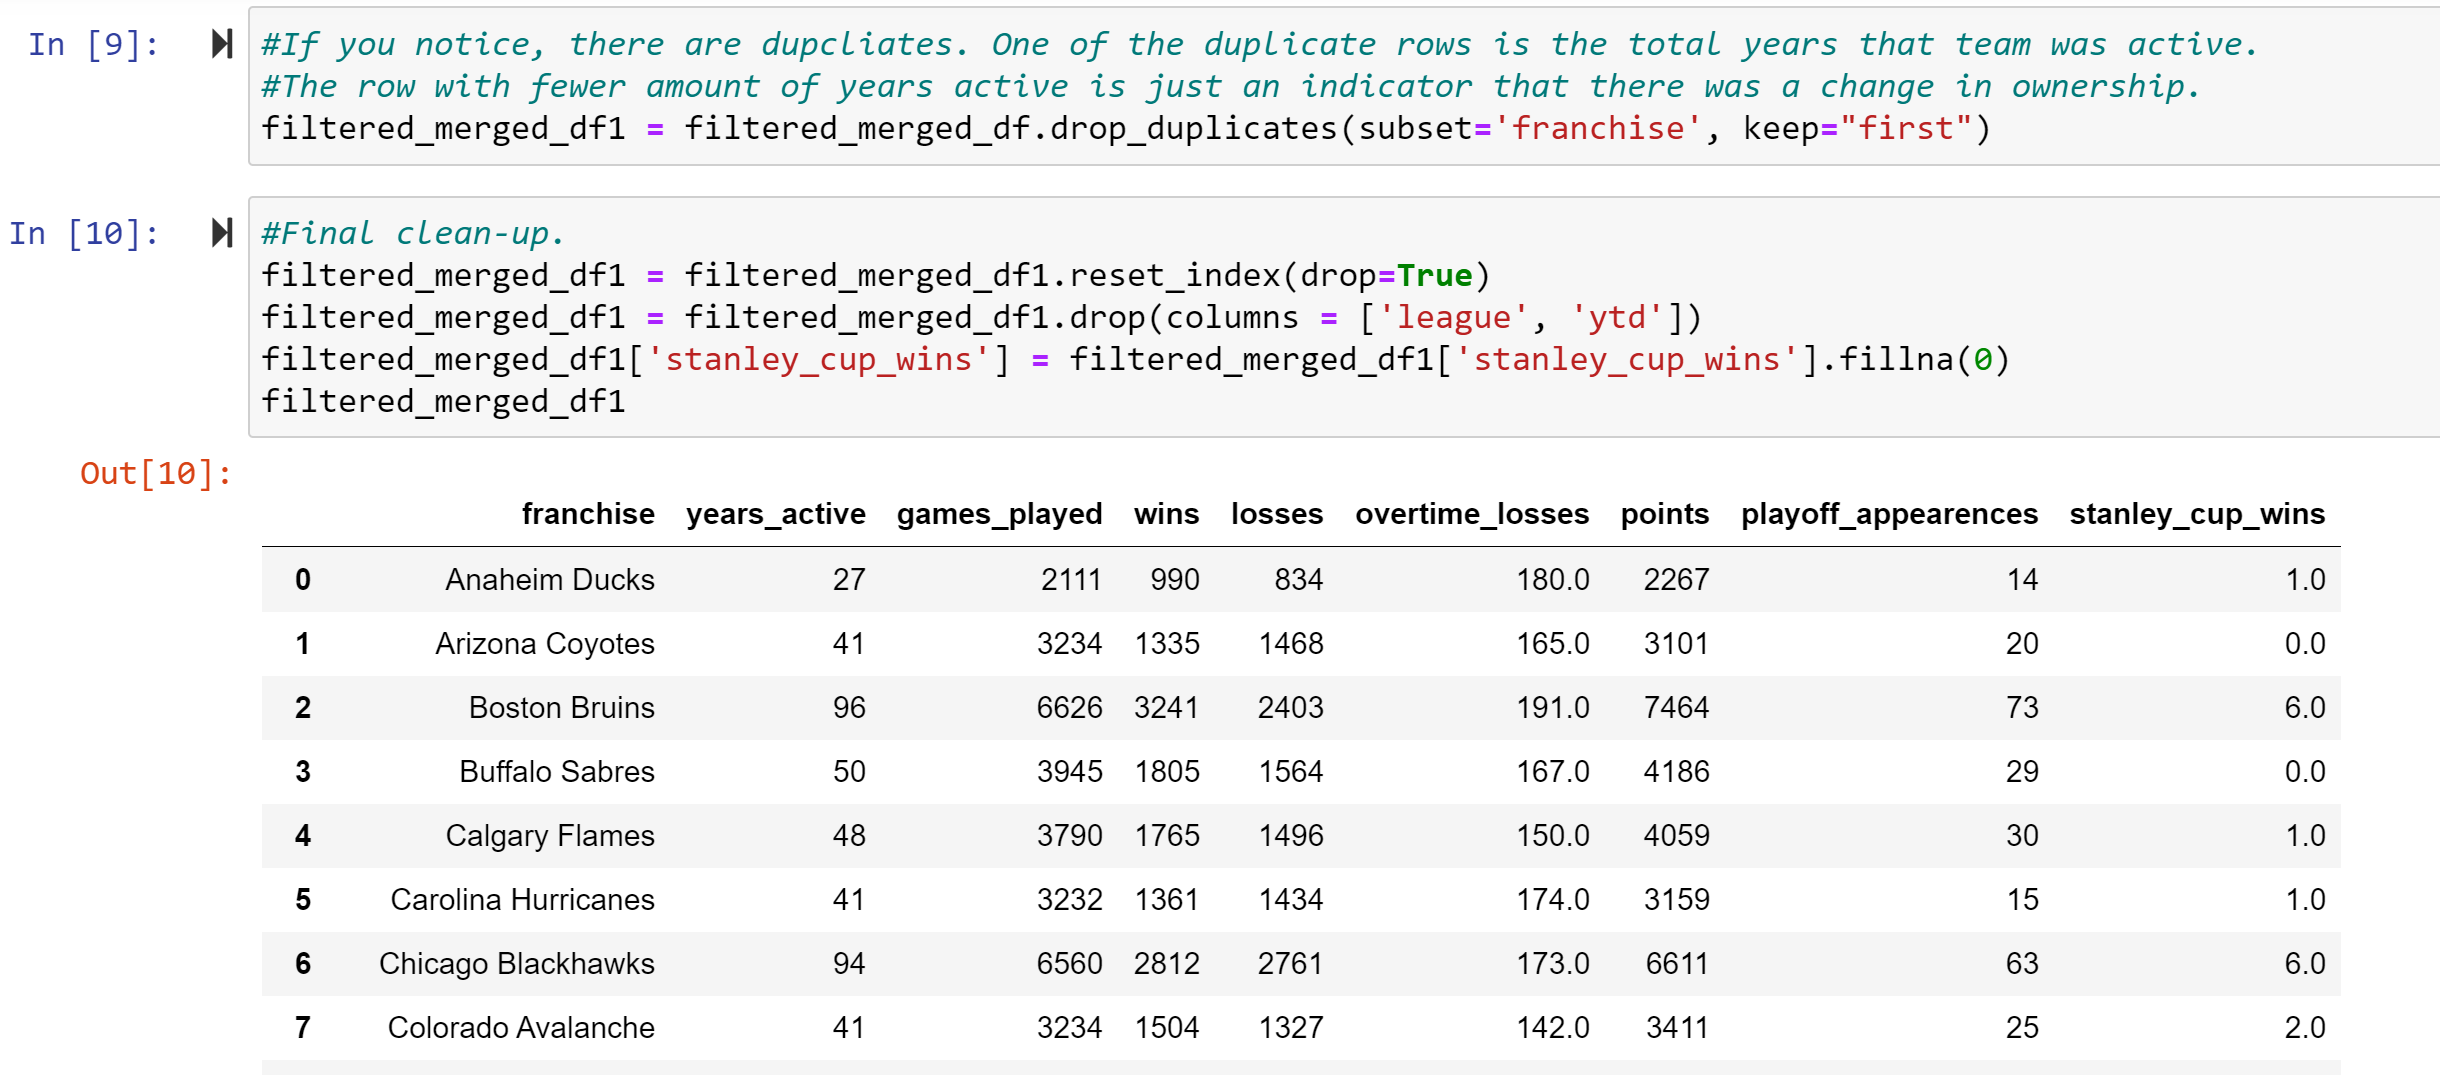 In [9]:
#If you notice, there are dupcliates. One of the duplicate rows is the total years that team was active.
#The row with fewer amount of years active is just an indicator that there was a change in ownership.
filtered_merged_df1 = filtered_merged_df.drop_duplicates(subset='franchise', keep="first")
In [10]:
#Final clean-up.
filtered_merged_df1 = filtered_merged_df1.reset_index(drop=True)
filtered_merged_df1 = filtered_merged_df1.drop(columns = ['league', 'ytd'])
filtered_merged_df1['stanley_cup_wins'] = filtered_merged_df1['stanley_cup_wins'].fillna(0)
filtered_merged_df1
Out[10]:
franchise years_active games_played wins losses overtime_losses points playoff_appearences stanley_cup_wins
0 Anaheim Ducks 27 2111 990 834 180.0 2267 14 1.0
1 Arizona Coyotes 41 3234 1335 1468 165.0 3101 20 0.0
2 Boston Bruins 96 6626 3241 2403 191.0 7464 73 6.0
3 Buffalo Sabres 50 3945 1805 1564 167.0 4186 29 0.0
4 Calgary Flames 48 3790 1765 1496 150.0 4059 30 1.0
5 Carolina Hurricanes 41 3232 1361 1434 174.0 3159 15 1.0
6 Chicago Blackhawks 94 6560 2812 2761 173.0 6611 63 6.0
7 Colorado Avalanche 41 3234 1504 1327 142.0 3411 25 2.0